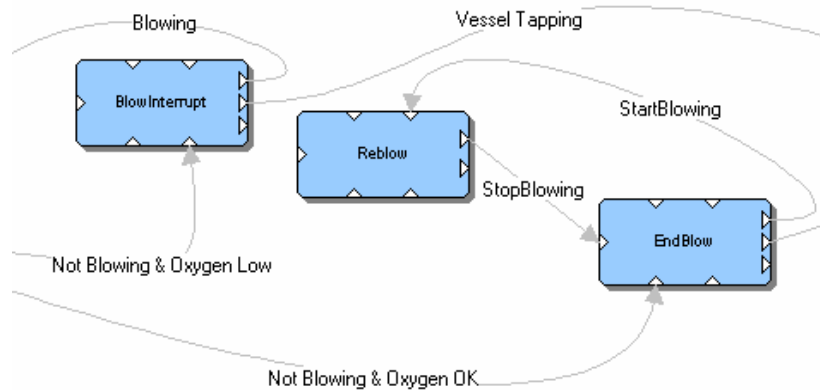 Blowing
Vessel Tapping
BlowInterrupt
StartBlowing
Reblow
StopBlowing
EndBlow
Not Blowing & Oxygen Low
Not Blowing & Oxygen OK